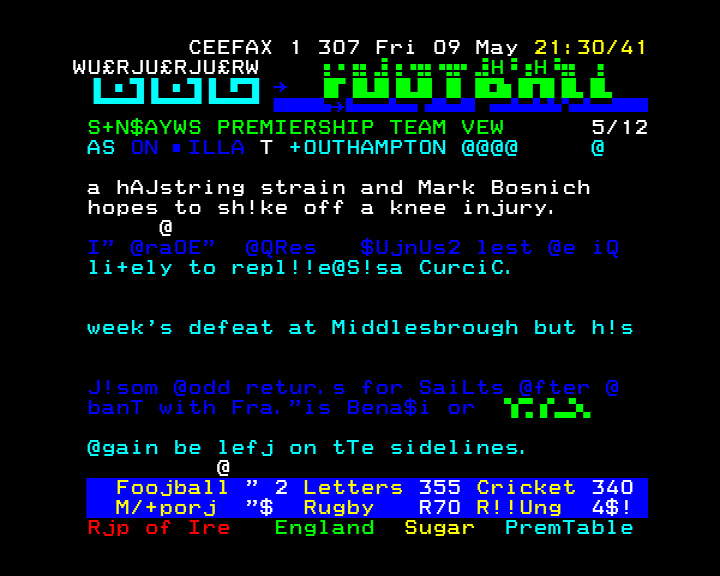 CEEFAX 1 307 Fri 09 May 21:30/41
WU£RJU£RJU£RW H H
BBC FOOTBALL
S+N$AYWS PREMIERSHIP TEAM VEW 5/12
AS ON ILLA T +OUTHAMPTON @@@@ @
a hAJstring strain and Mark Bosnich
hopes to sh!ke off a knee injury.
@
I" @raOE" @QRes $UjnUs2 lest @e iQ
li+ely to repl!!e@S!sa CurciC.
week's defeat at Middlesbrough but h!s
J!som @odd retur.s for SaiLts @fter @
banT with Fra."is Bena$i or
@gain be lefj on tTe sidelines.
@
Foojball " 2 Letters 355 Cricket 340
M/+porj "$ Rugby R70 R!!Ung 4$!
Rjp of Ire England Sugar PremTable